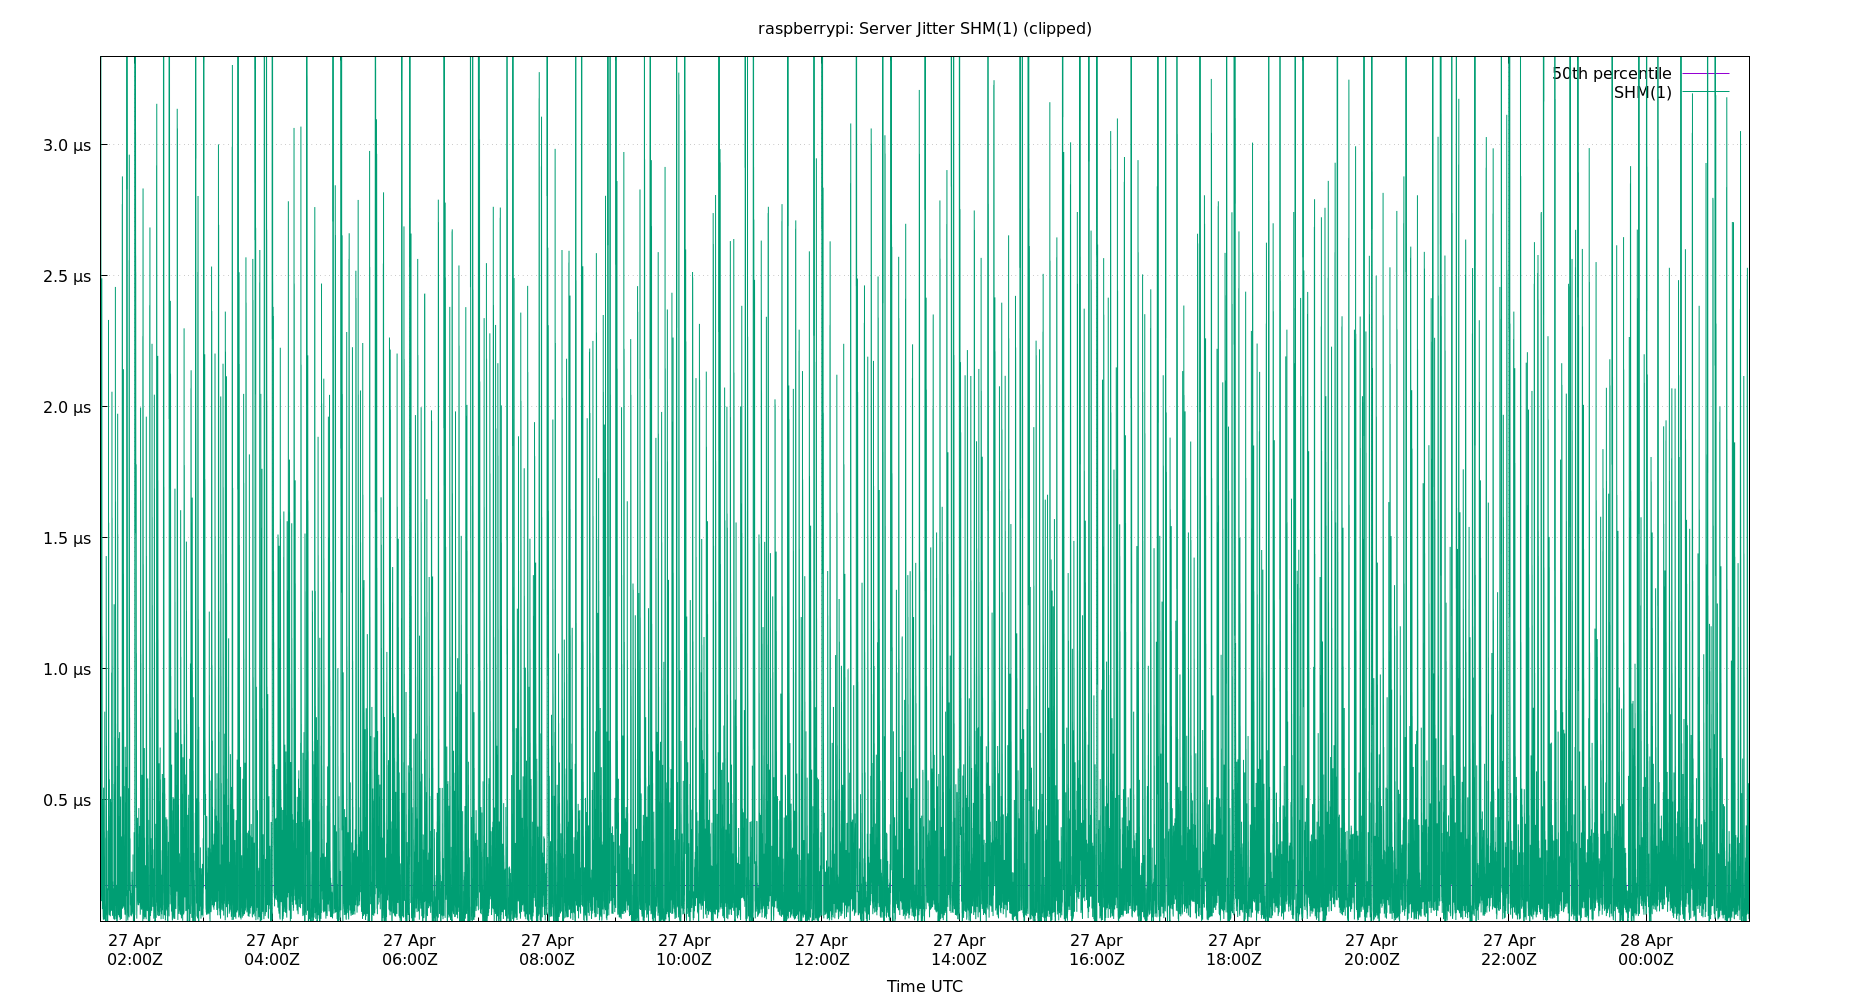 raspberrypi: Server Jitter SHM(1) (clipped)
50th percentile
SHM(1)
3.0 µs
2.5 µs
2.0 µs
1.5 µs
1.0 µs
0.5 µs
27 Apr 27 Apr 27 Apr 27 Apr 27 Apr 27 Apr 27 Apr 27 Apr 27 Apr 27 Apr 27 Apr 28 Apr
02:00Z 04:00Z 06:00Z 08:00Z 10:00Z 12:00Z 14:00Z 16:00Z 18:00Z 20:00Z 22:00Z 00:00Z
Time UTC